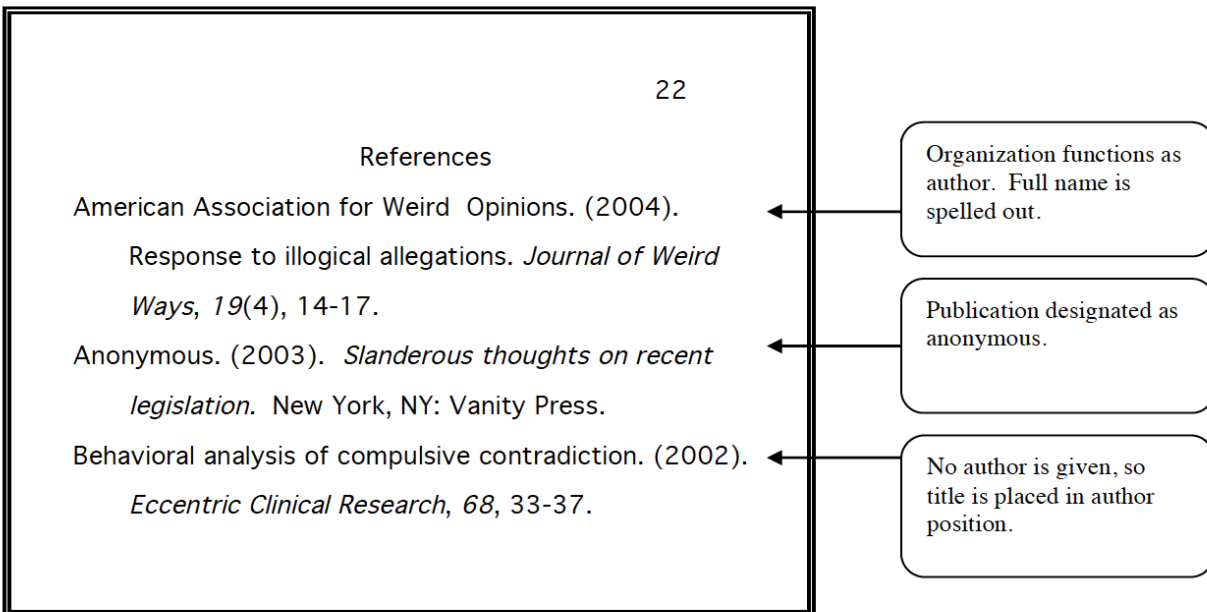 22
References
American Association for Weird Opinions. (2004).
Response to illogical allegations. Journal of Weird
Ways, 19(4), 14-17.
Anonymous. (2003). Slanderous thoughts on recent
legislation. New York, NY: Vanity Press.
Behavioral analysis of compulsive contradiction. (2002).
Eccentric Clinical Research, 68, 33-37.
Organization functions as
author. Full name is
spelled out.
Publication designated as
anonymous.
No author is given, so
title is placed in author
position.